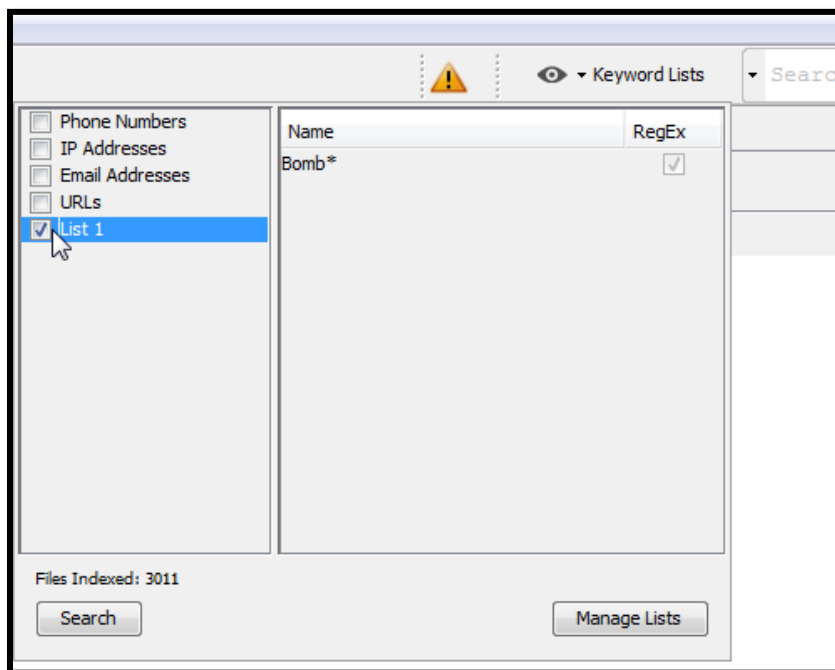 Keyword Lists
Searc
Phone Numbers
IP Addresses
Email Addresses
URLs
List 1
Name RegEx
Bomb*
Files Indexed: 3011
Search Manage Lists